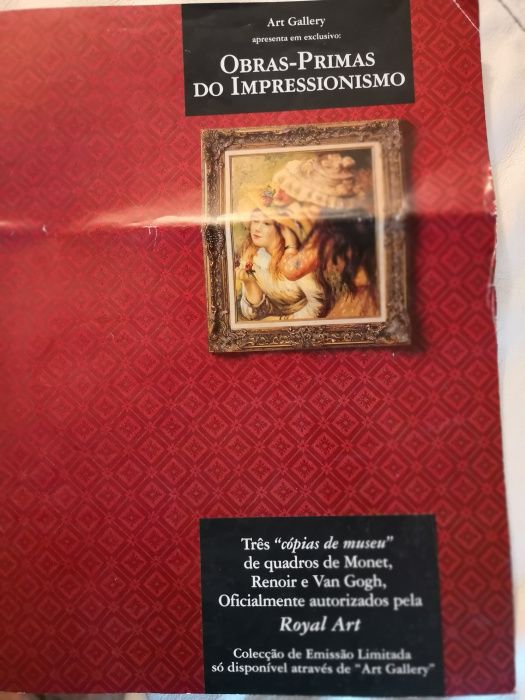 Art Gallery
apresenta em exclusivo:
OBRAS-PRIMAS
DO IMPRESSIONISMO
Três "cópias de museu"
de quadros de Monet,
Renoir e Van Gogh,
Oficialmente autorizados pela
Royal Art
Colecção de Emissão Limitada
só disponível através de "Art Gallery"